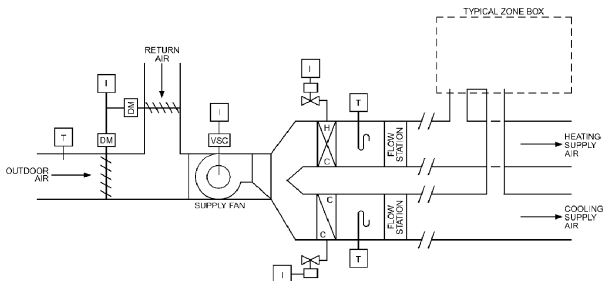 TYPICAL ZONE BOX
RETURN
AIR
I
DM
T
DM
I
VSC
I
T
H
C
FLOW
STATION
HEATING
SUPPLY
AIR
OUTDOOR
AIR
SUPPLY FAN
C
C
FLOW
STATION
COOLING
SUPPLY
AIR
I
T